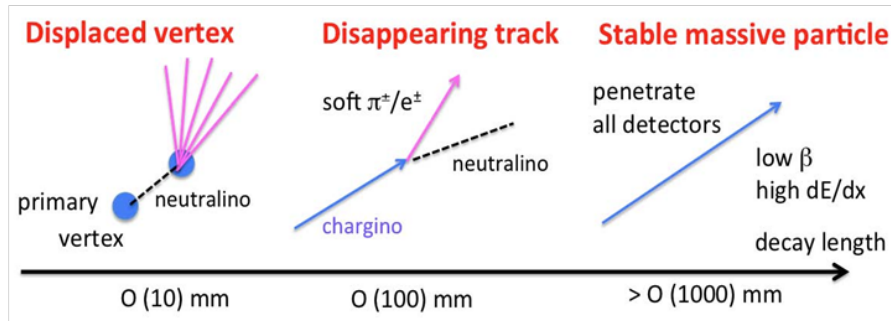 Displaced vertex
primary
vertex
neutralino
O (10) mm
Disappearing track
soft π±/e±
neutralino
chargino
O (100) mm
Stable massive particle
penetrate
all detectors
low β
high dE/dx
decay length
> O (1000) mm